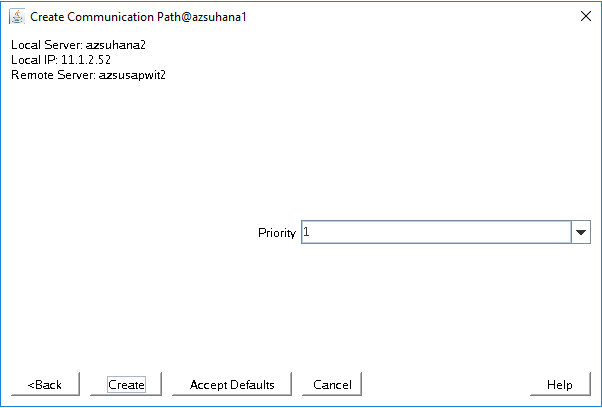 Create Communication Path@azsuhana1
Local Server: azsuhana2
Local IP: 11.1.2.52
Remote Server: azsusapwit2
Priority 1
<Back Create Accept Defaults Cancel Help